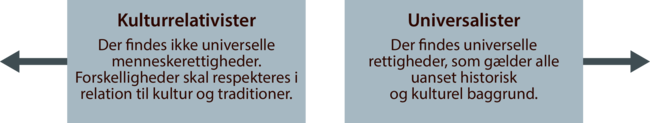 Kulturrelativister
Der findes ikke universelle
menneskerettigheder.
Forskelligheder skal respekteres i
relation til kultur og traditioner.
Universalister
Der findes universelle
rettigheder, som gælder alle
uanset historisk
og kulturel baggrund.